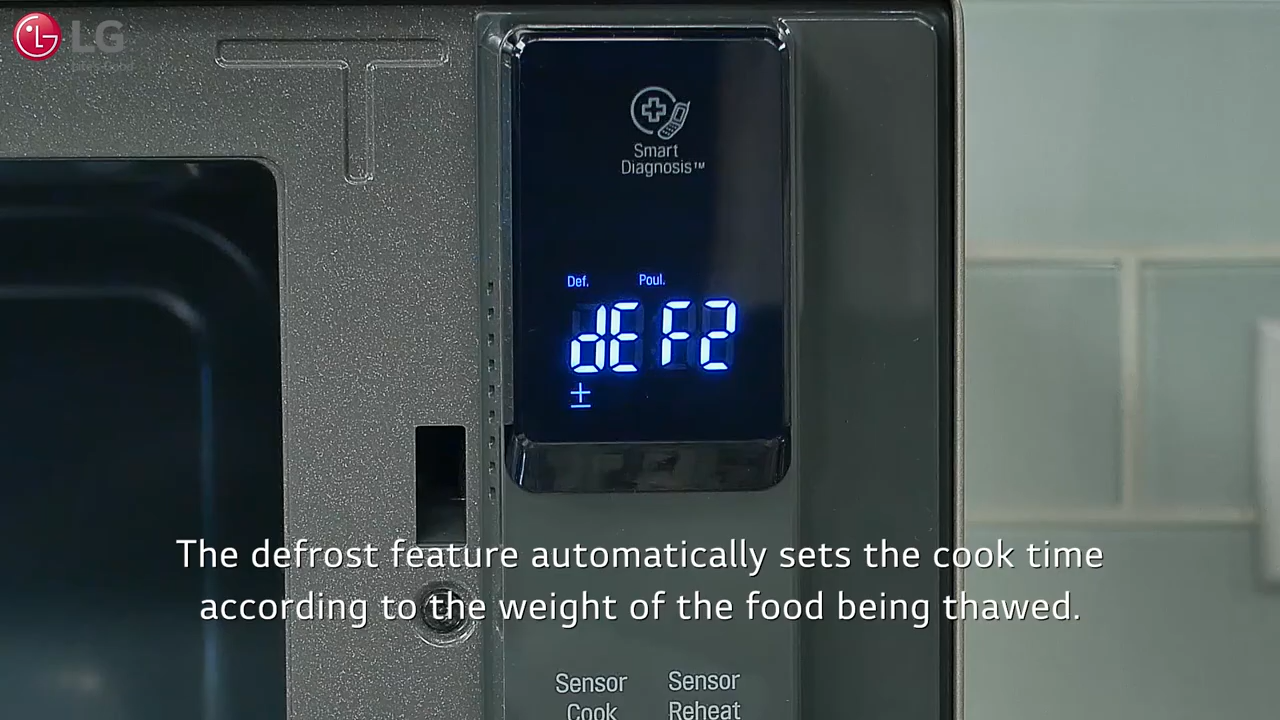 LG
Smart
Diagnosis™
Def. Poul.
dEF2
±
The defrost feature automatically sets the cook time
according to the weight of the food being thawed.
Sensor Sensor
Cook Reheat